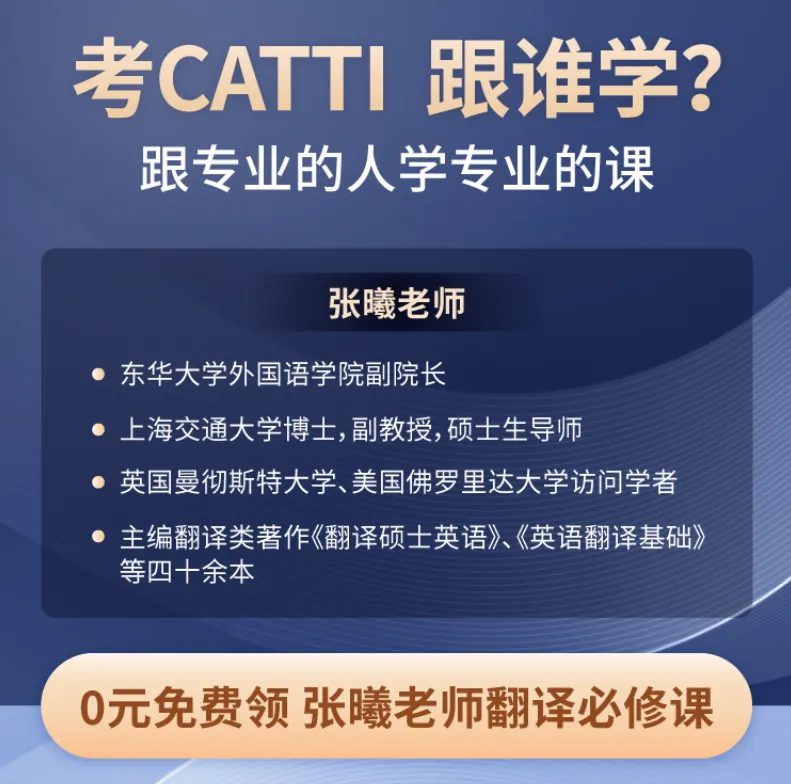 考CATTI 跟谁学?
跟专业的人学专业的课
张曦老师
东华大学外国语学院副院长
上海交通大学博士,副教授,硕士生导师
英国曼彻斯特大学、美国佛罗里达大学访问学者
主编翻译类著作《翻译硕士英语》、《英语翻译基础》
等四十余本
0元免费领 张曦老师翻译必修课